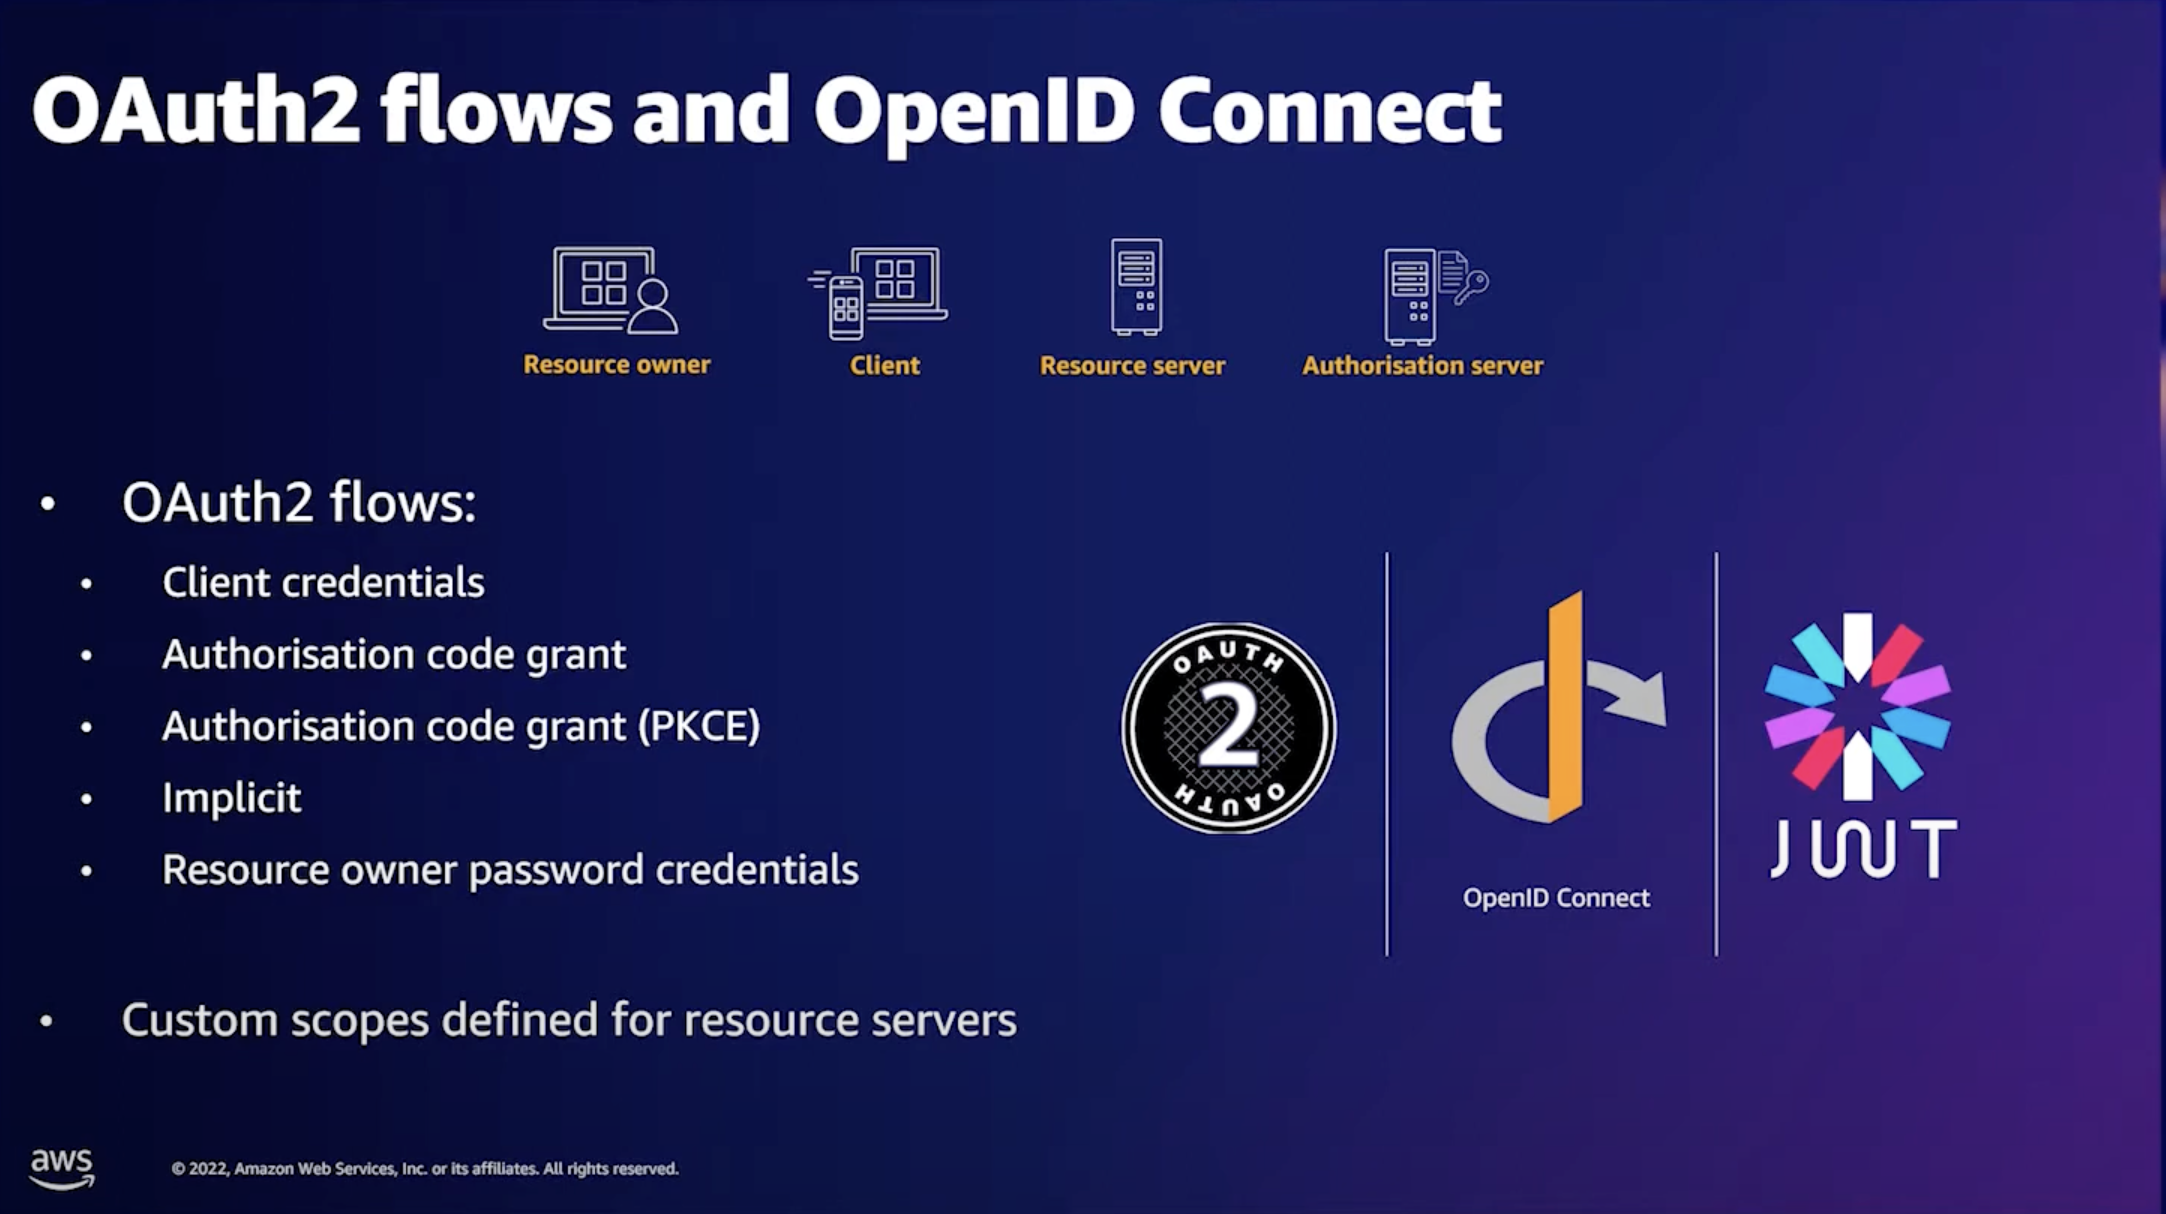 OAuth2 flows and OpenID Connect
Resource owner
Client
Resource server
Authorisation server
• OAuth2 flows:
• Client credentials
• Authorisation code grant
• Authorisation code grant (PKCE)
• Implicit
• Resource owner password credentials
• Custom scopes defined for resource servers
OAUTH
2
OAUTH
OpenID Connect
JWT
aws
© 2022, Amazon Web Services, Inc. or its affiliates. All rights reserved.